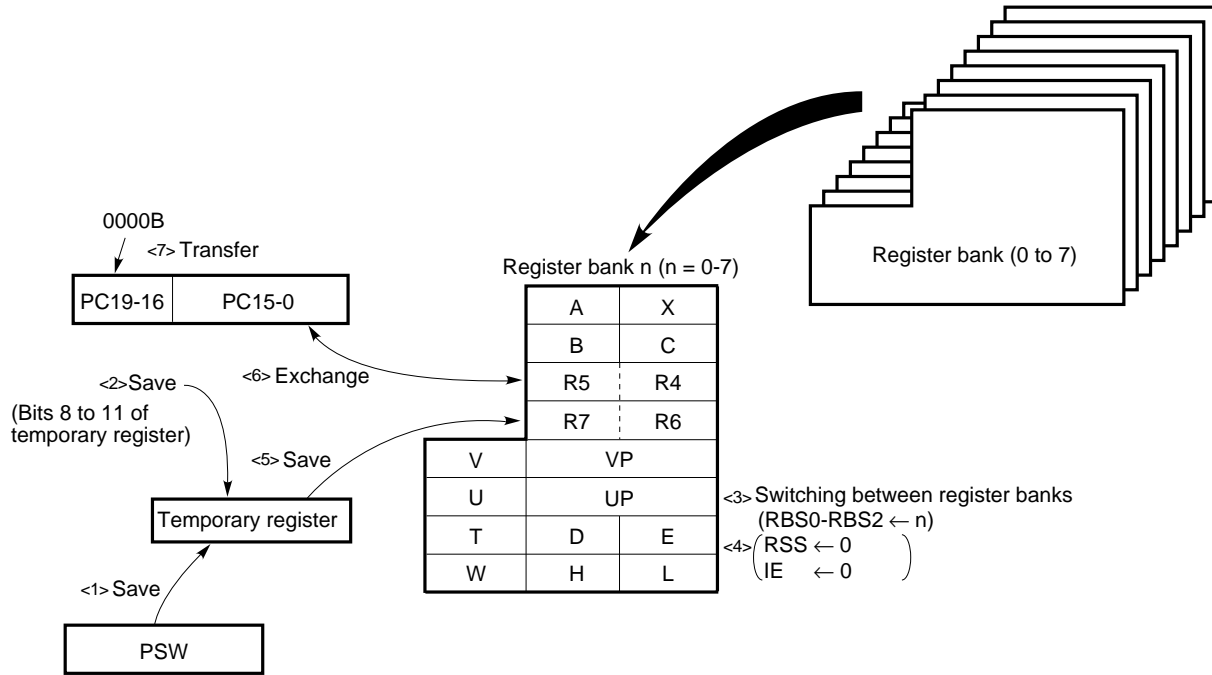 Register bank (0 to 7)
0000B
<7> Transfer
PC19-16 PC15-0
<6> Exchange
<2> Save
(Bits 8 to 11 of
temporary register)
<5> Save
Temporary register
<1> Save
PSW
Register bank n (n = 0-7)
A X
B C
R5 R4
R7 R6
V VP
U UP
T D E
W H L
<3> Switching between register banks
(RBS0-RBS2 ← n)
<4> RSS ← 0
IE ← 0